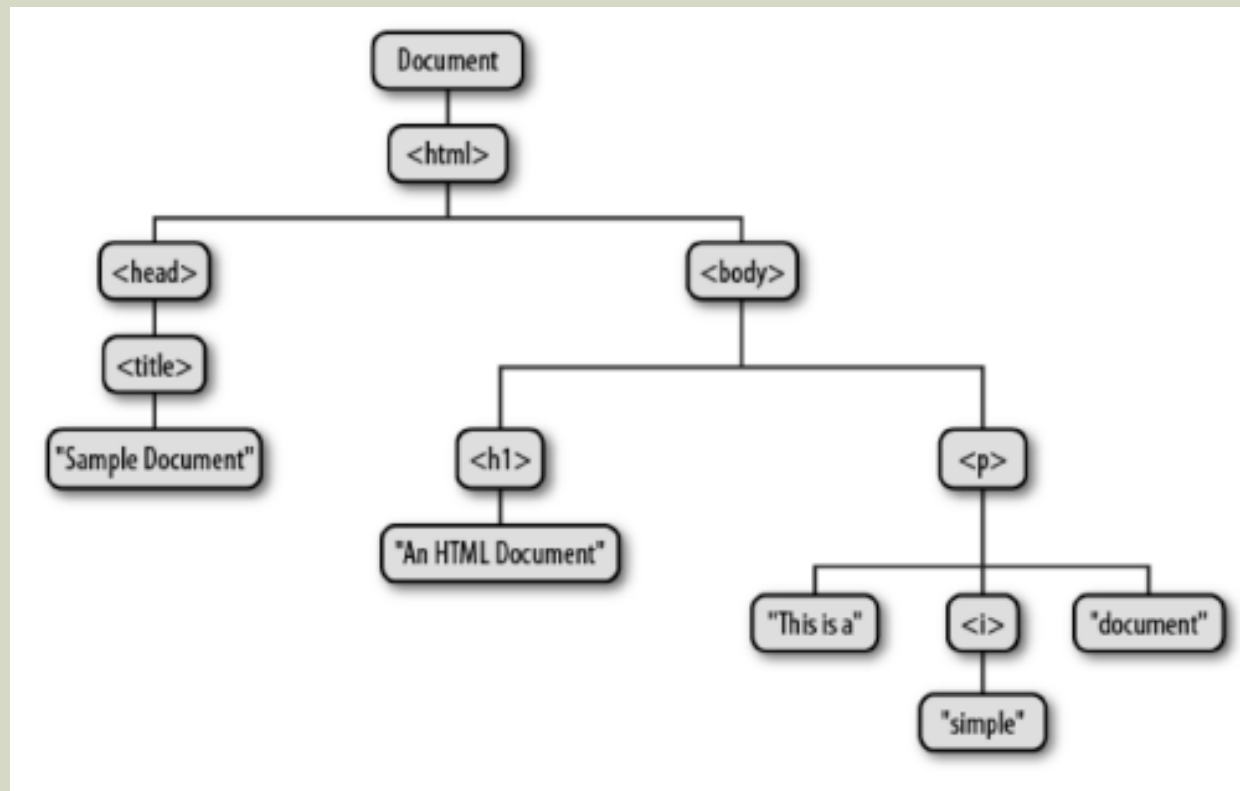 Document
<html>
<head>
<body>
<title>
"Sample Document"
<h1>
<p>
"An HTML Document"
"This is a"
<i>
"document"
"simple"